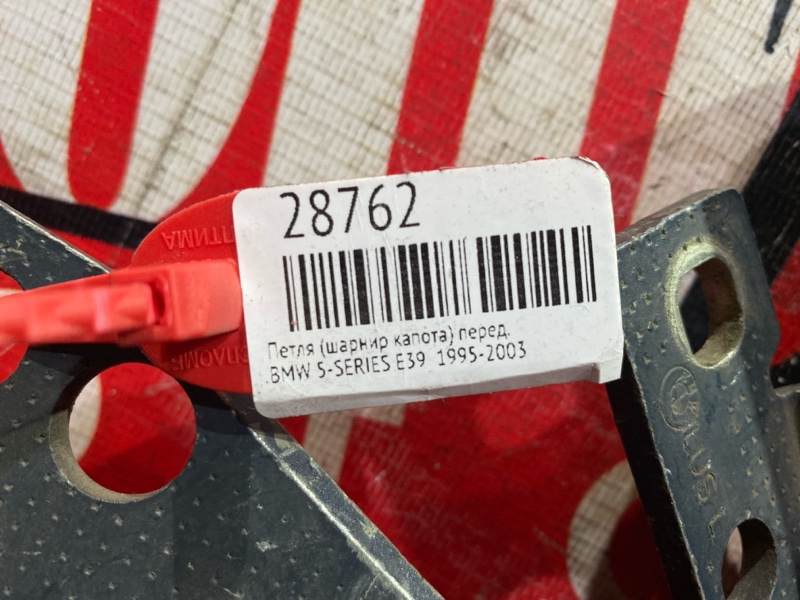 28762
Петля (шарнир капота) перед.
BMW 5-SERIES E39 1995-2003